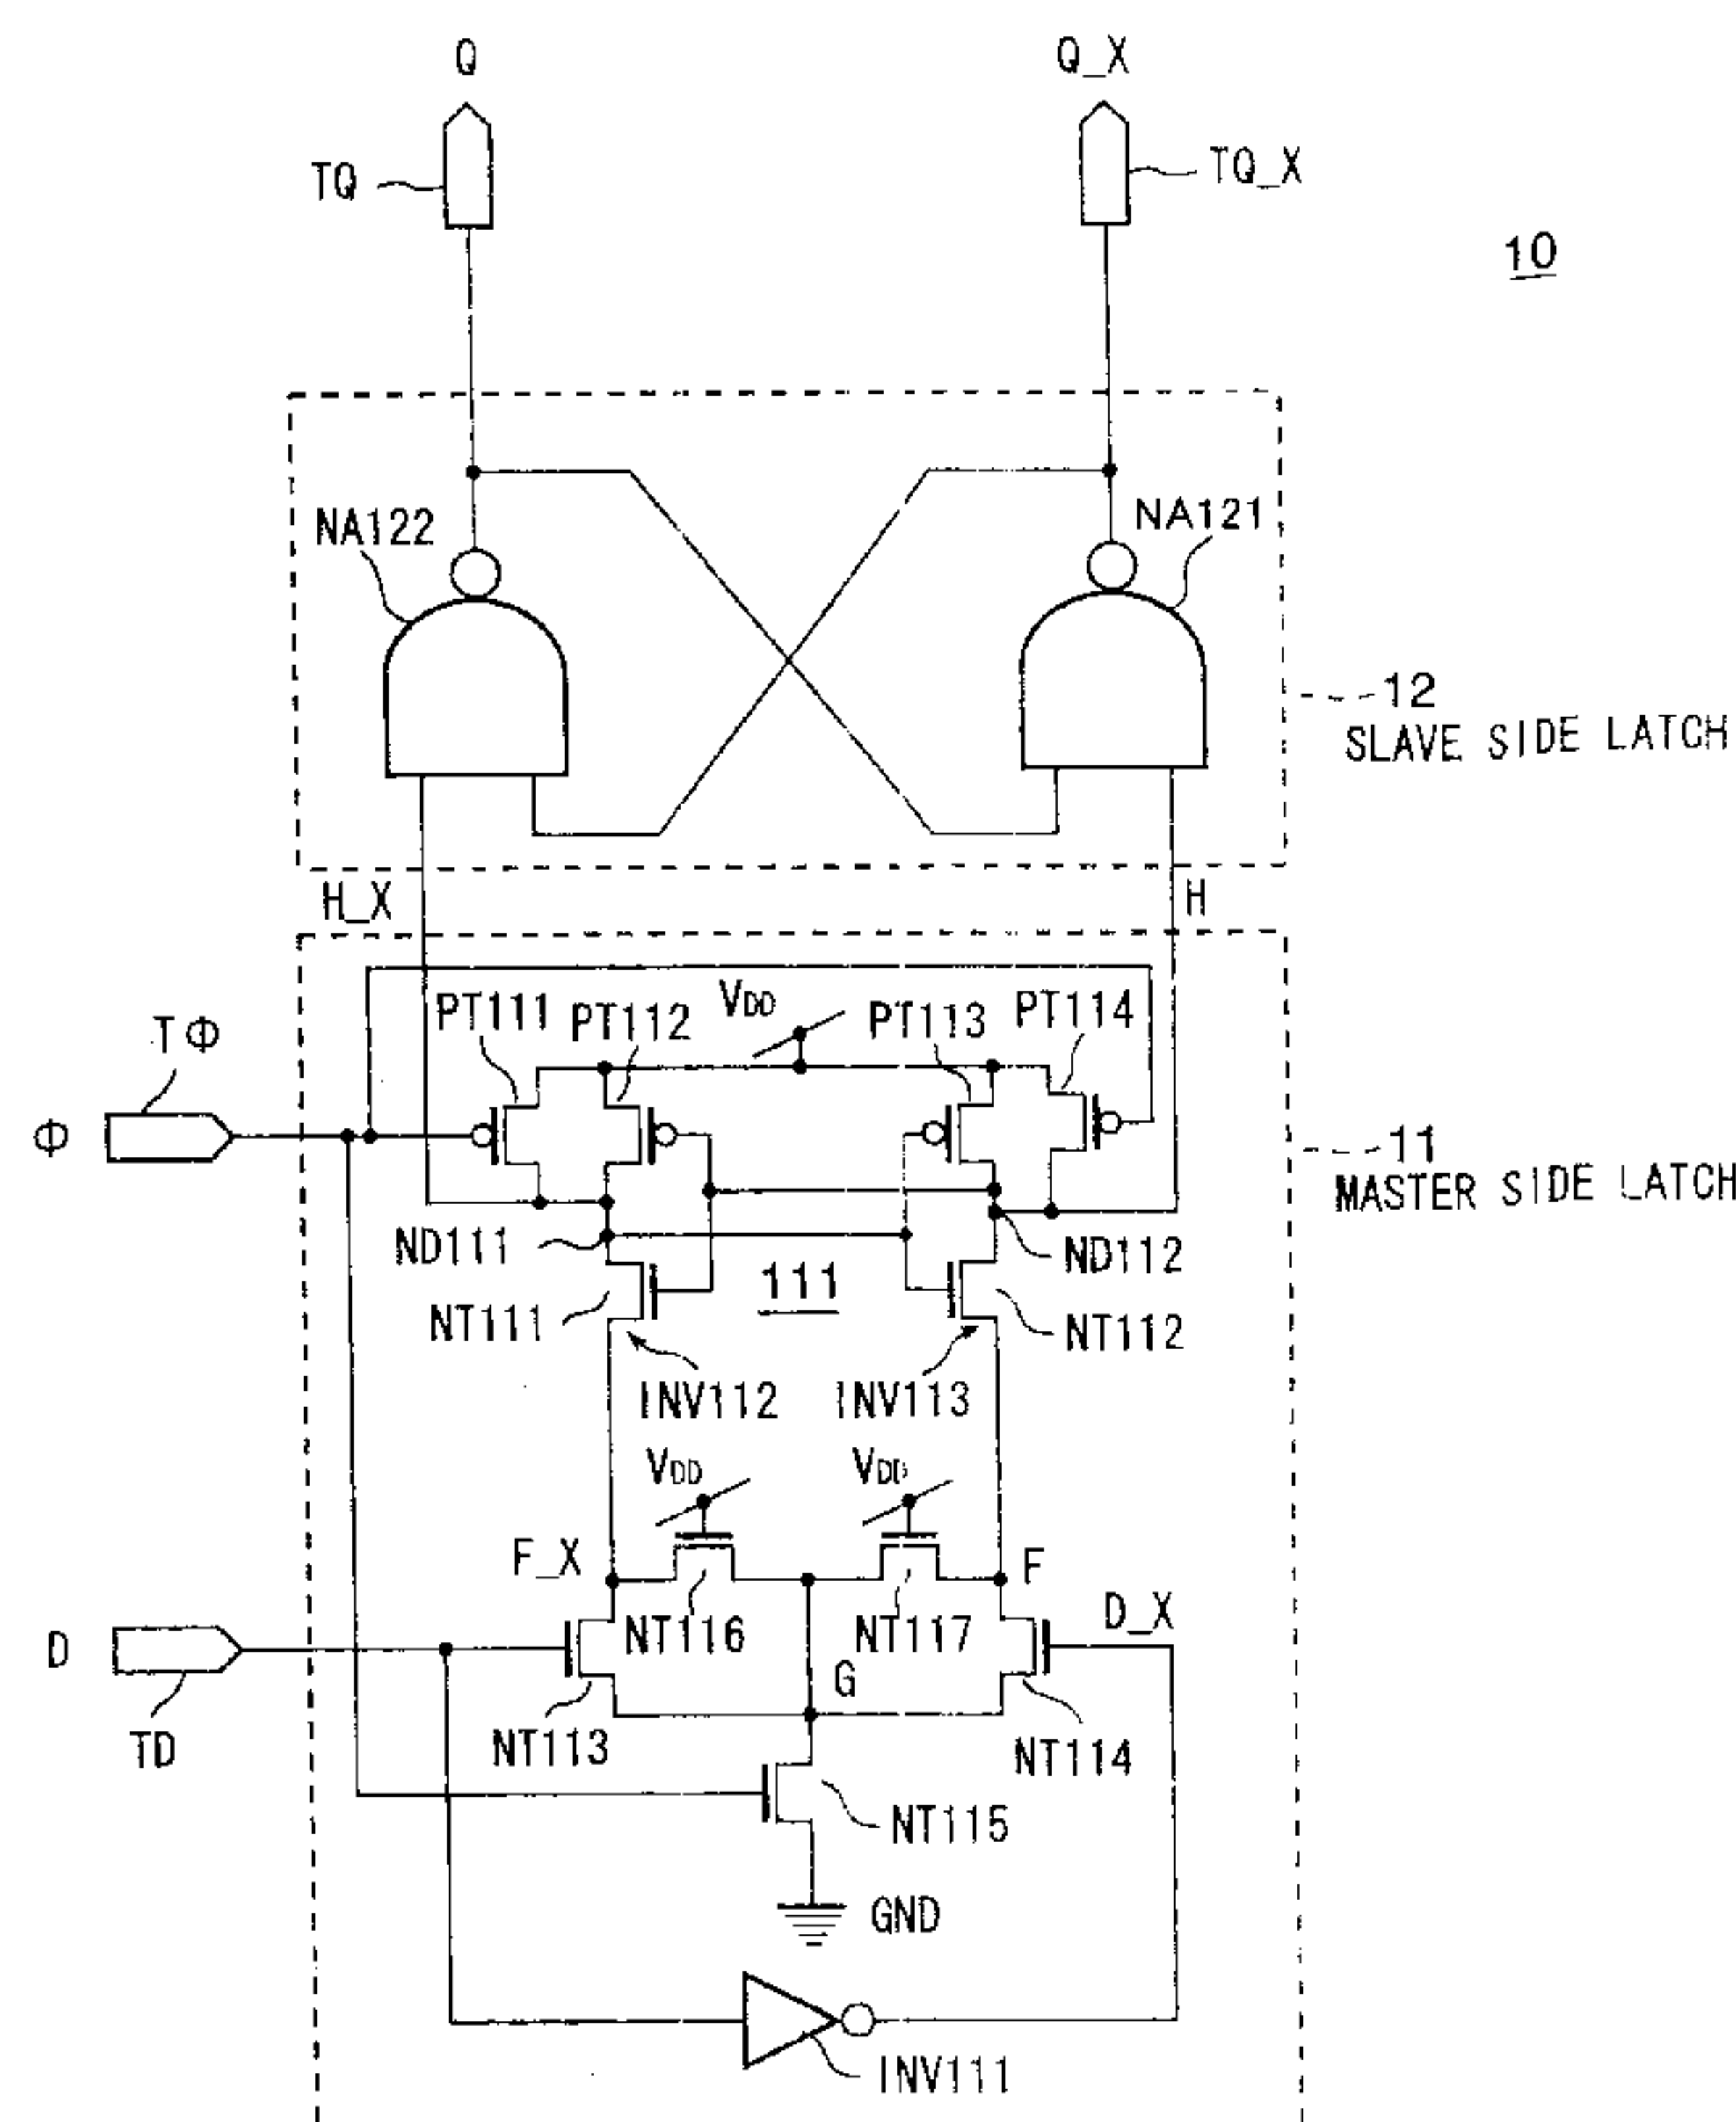 Q
Q_X
TQ
TQ_X
10
NA122
NA121
12
SLAVE SIDE LATCH
H_X
H
PT111
PT112
VDD
PT113
PT114
TΦ
Φ
11
MASTER SIDE LATCH
ND111
111
ND112
NT111
NT112
INV112
INV113
VDD
VDD
F_X
F
D_X
NT116
NT117
D
G
TD
NT113
NT114
NT115
GND
INV111